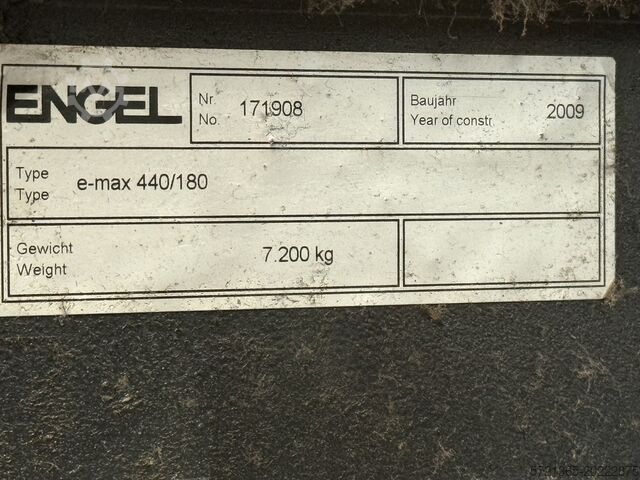 ENGEL
Nr.
No.
171908
Baujahr
Year of constr.
2009
Type
Type
e-max 440/180
Gewicht
Weight
7.200 kg